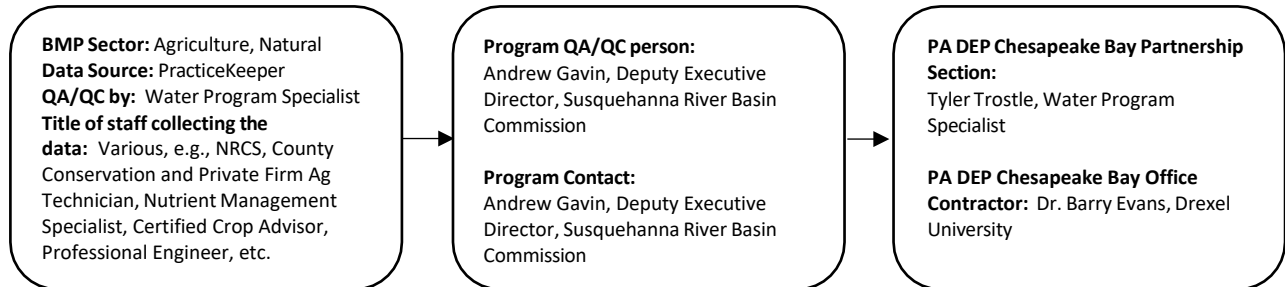 BMP Sector: Agriculture, Natural
Data Source: PracticeKeeper
QA/QC by: Water Program Specialist
Title of staff collecting the
data: Various, e.g., NRCS, County
Conservation and Private Firm Ag
Technician, Nutrient Management
Specialist, Certified Crop Advisor,
Professional Engineer, etc.
Program QA/QC person:
Andrew Gavin, Deputy Executive
Director, Susquehanna River Basin
Commission
Program Contact:
Andrew Gavin, Deputy Executive
Director, Susquehanna River Basin
Commission
PA DEP Chesapeake Bay Partnership
Section:
Tyler Trostle, Water Program
Specialist
PA DEP Chesapeake Bay Office
Contractor: Dr. Barry Evans, Drexel
University